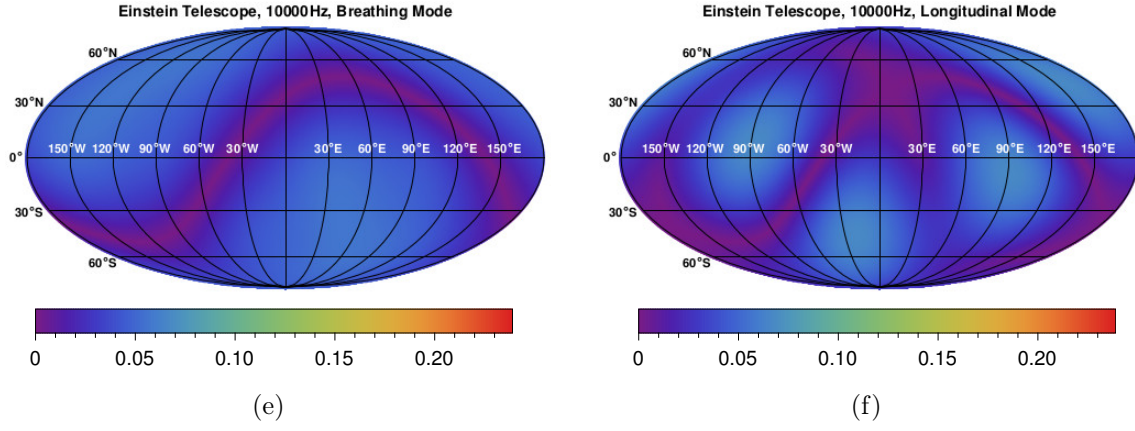 Einstein Telescope, 10000Hz, Breathing Mode
60°N
30°N
150°W 120°W 90°W 60°W 30°W 30°E 60°E 90°E 120°E 150°E
0°
30°S
60°S
0 0.05 0.10 0.15 0.20
(e)
Einstein Telescope, 10000Hz, Longitudinal Mode
60°N
30°N
150°W 120°W 90°W 60°W 30°W 30°E 60°E 90°E 120°E 150°E
0°
30°S
60°S
0 0.05 0.10 0.15 0.20
(f)